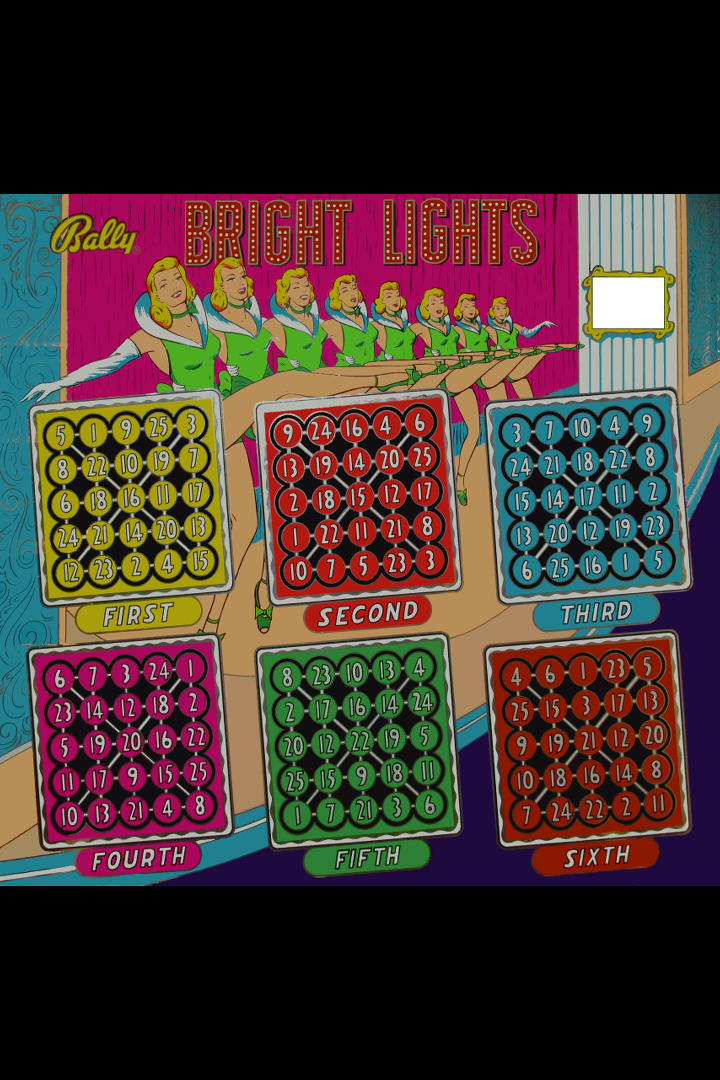 Bally
BRIGHT LIGHTS
5 1 9 25 3
8 22 10 19 7
6 18 16 11 17
24 21 14 20 13
12 23 2 4 15
FIRST
9 24 16 4 6
13 19 14 20 25
2 18 15 12 17
1 22 11 21 8
10 7 5 23 3
SECOND
3 7 10 4 9
24 21 18 22 8
15 14 17 11 2
13 20 12 19 23
6 25 16 1 5
THIRD
6 7 3 24 1
23 14 12 18 2
5 19 20 16 22
11 17 9 15 25
10 13 21 4 8
FOURTH
8 23 10 13 4
2 17 16 14 24
20 12 22 19 5
25 15 9 18 11
1 7 21 3 6
FIFTH
4 6 1 23 5
25 15 3 17 13
9 19 21 12 20
10 18 16 14 8
7 24 22 2 11
SIXTH